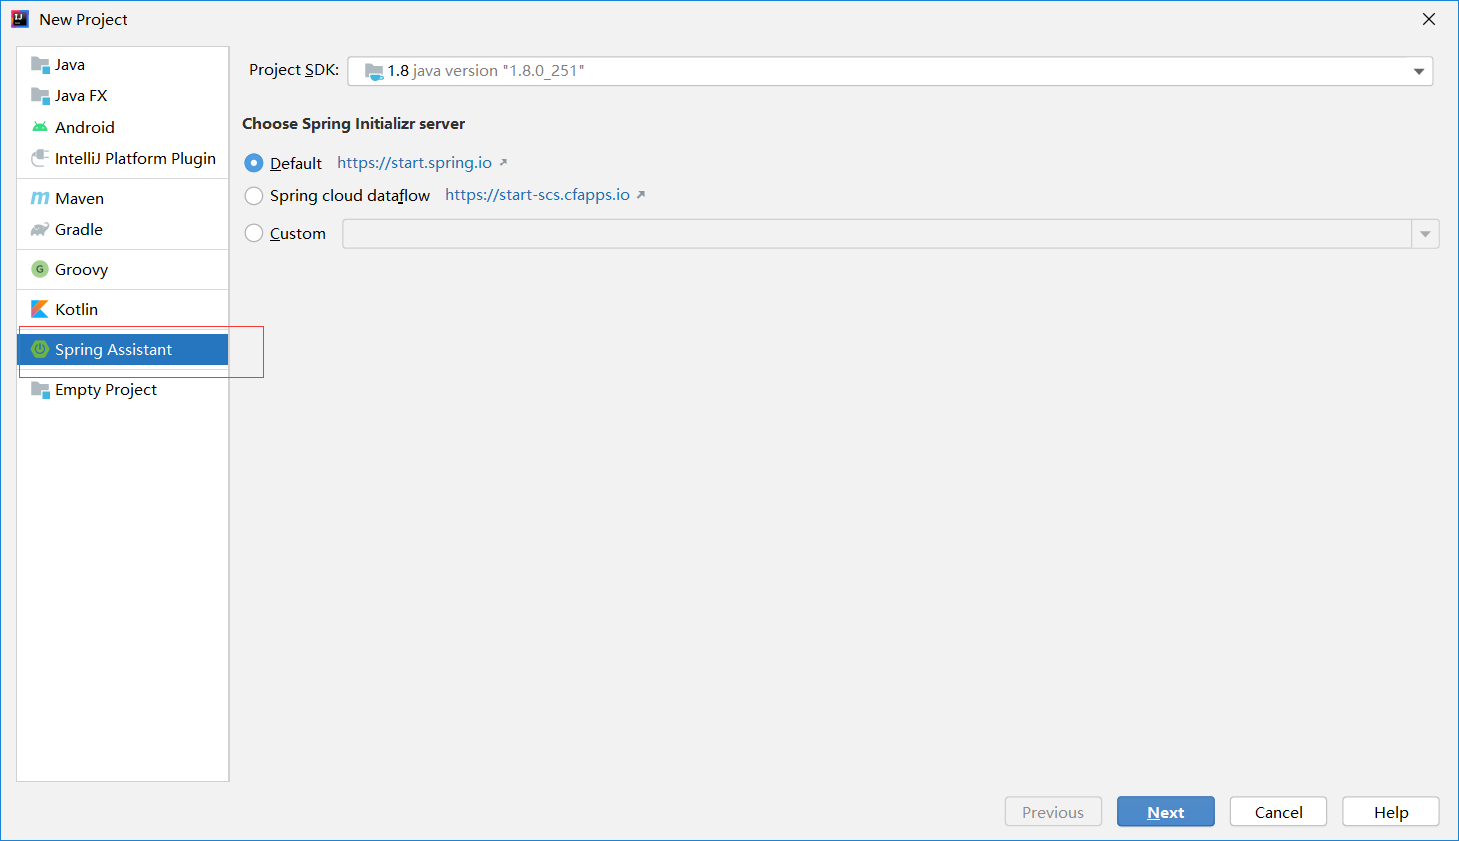 New Project
Java
Java FX
Android
IntelliJ Platform Plugin
Maven
Gradle
Groovy
Kotlin
Spring Assistant
Empty Project
Project SDK: 1.8 java version "1.8.0_251"
Choose Spring Initializr server
Default https://start.spring.io
Spring cloud dataflow https://start-scs.cfapps.io
Custom
Previous Next Cancel Help